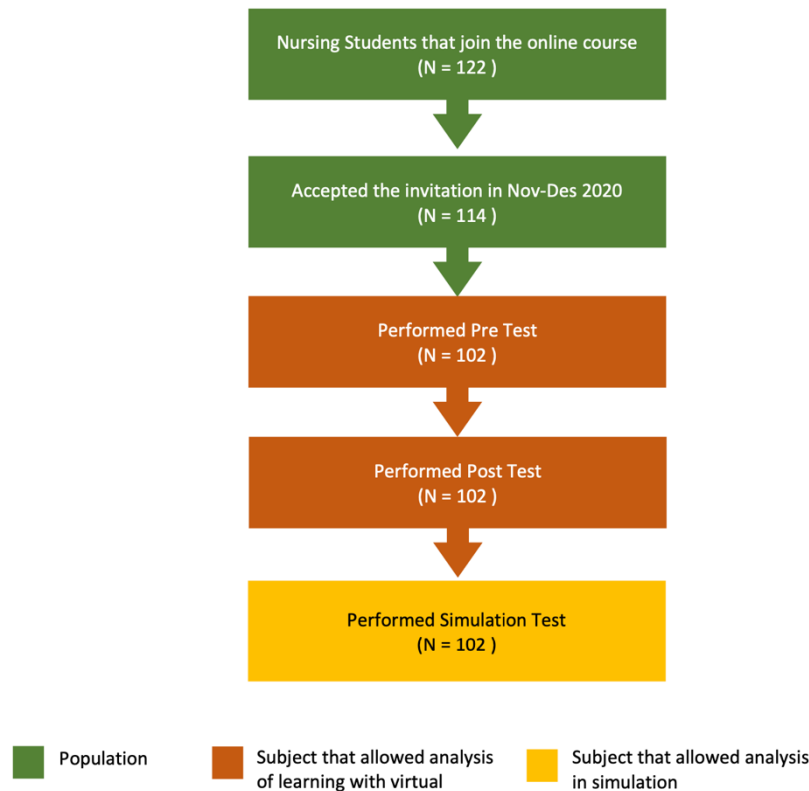 Nursing Students that join the online course
(N = 122 )
Accepted the invitation in Nov-Des 2020
(N = 114 )
Performed Pre Test
(N = 102 )
Performed Post Test
(N = 102 )
Performed Simulation Test
(N = 102 )
Population
Subject that allowed analysis
of learning with virtual
Subject that allowed analysis
in simulation